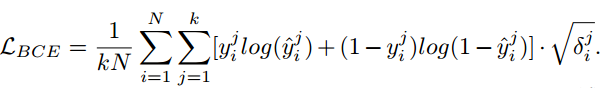 $\mathcal{L}_{BCE} = \frac{1}{kN} \sum_{i=1}^{N} \sum_{j=1}^{k} [y_i^j log(\hat{y}_i^j) + (1 - y_i^j) log(1 - \hat{y}_i^j)] \cdot \sqrt{\delta_i^j}.$